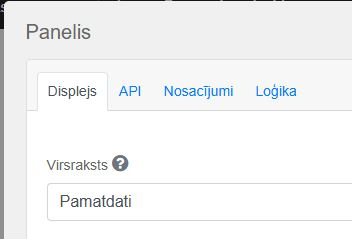 Panelis
Displejs API Nosacījumi Loģika
Virsraksts
Pamatdati